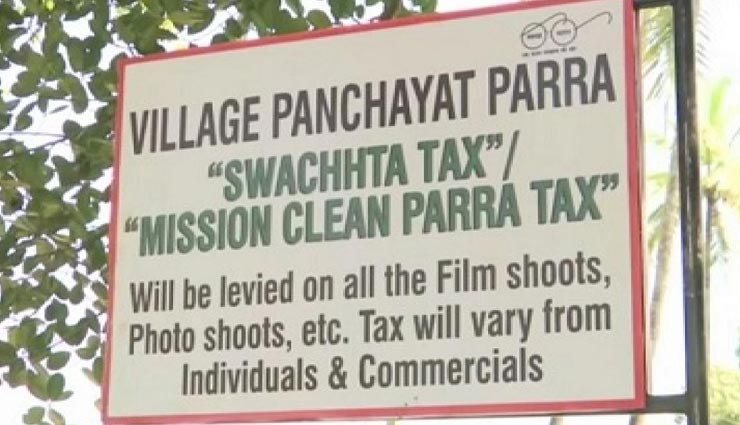 VILLAGE PANCHAYAT PARRA
“SWACHHTA TAX”/
“MISSION CLEAN PARRA TAX”
Will be levied on all the Film shoots,
Photo shoots, etc. Tax will vary from
Individuals & Commercials